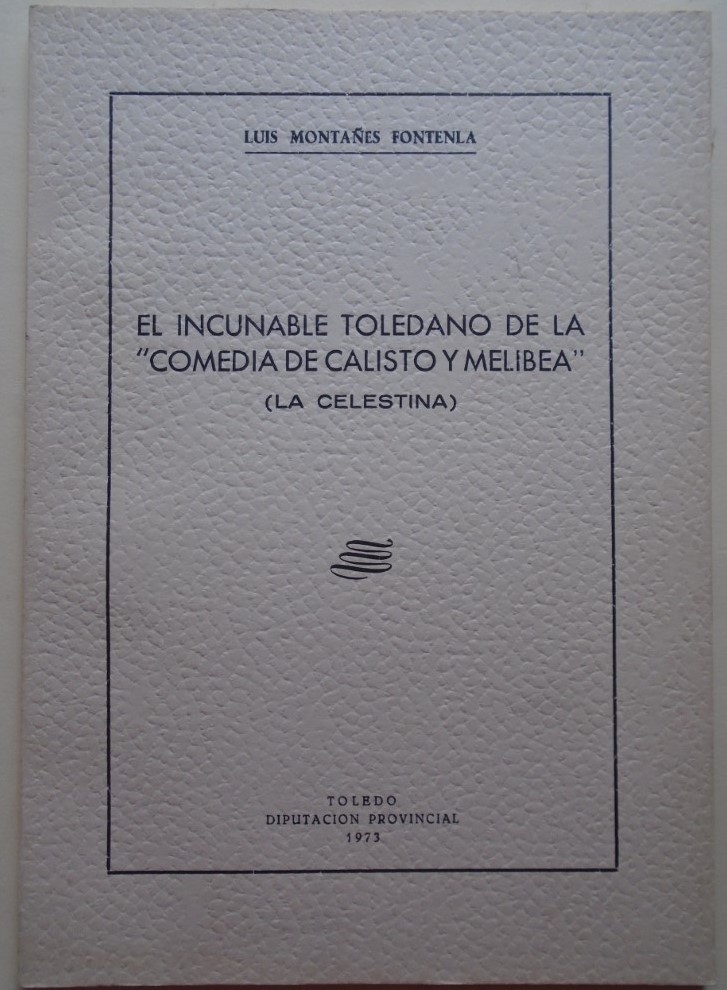 LUIS MONTAÑES FONTENLA
EL INCUNABLE TOLEDANO DE LA
"COMEDIA DE CALISTO Y MELIBEA"
(LA CELESTINA)
TOLEDO
DIPUTACION PROVINCIAL
1973